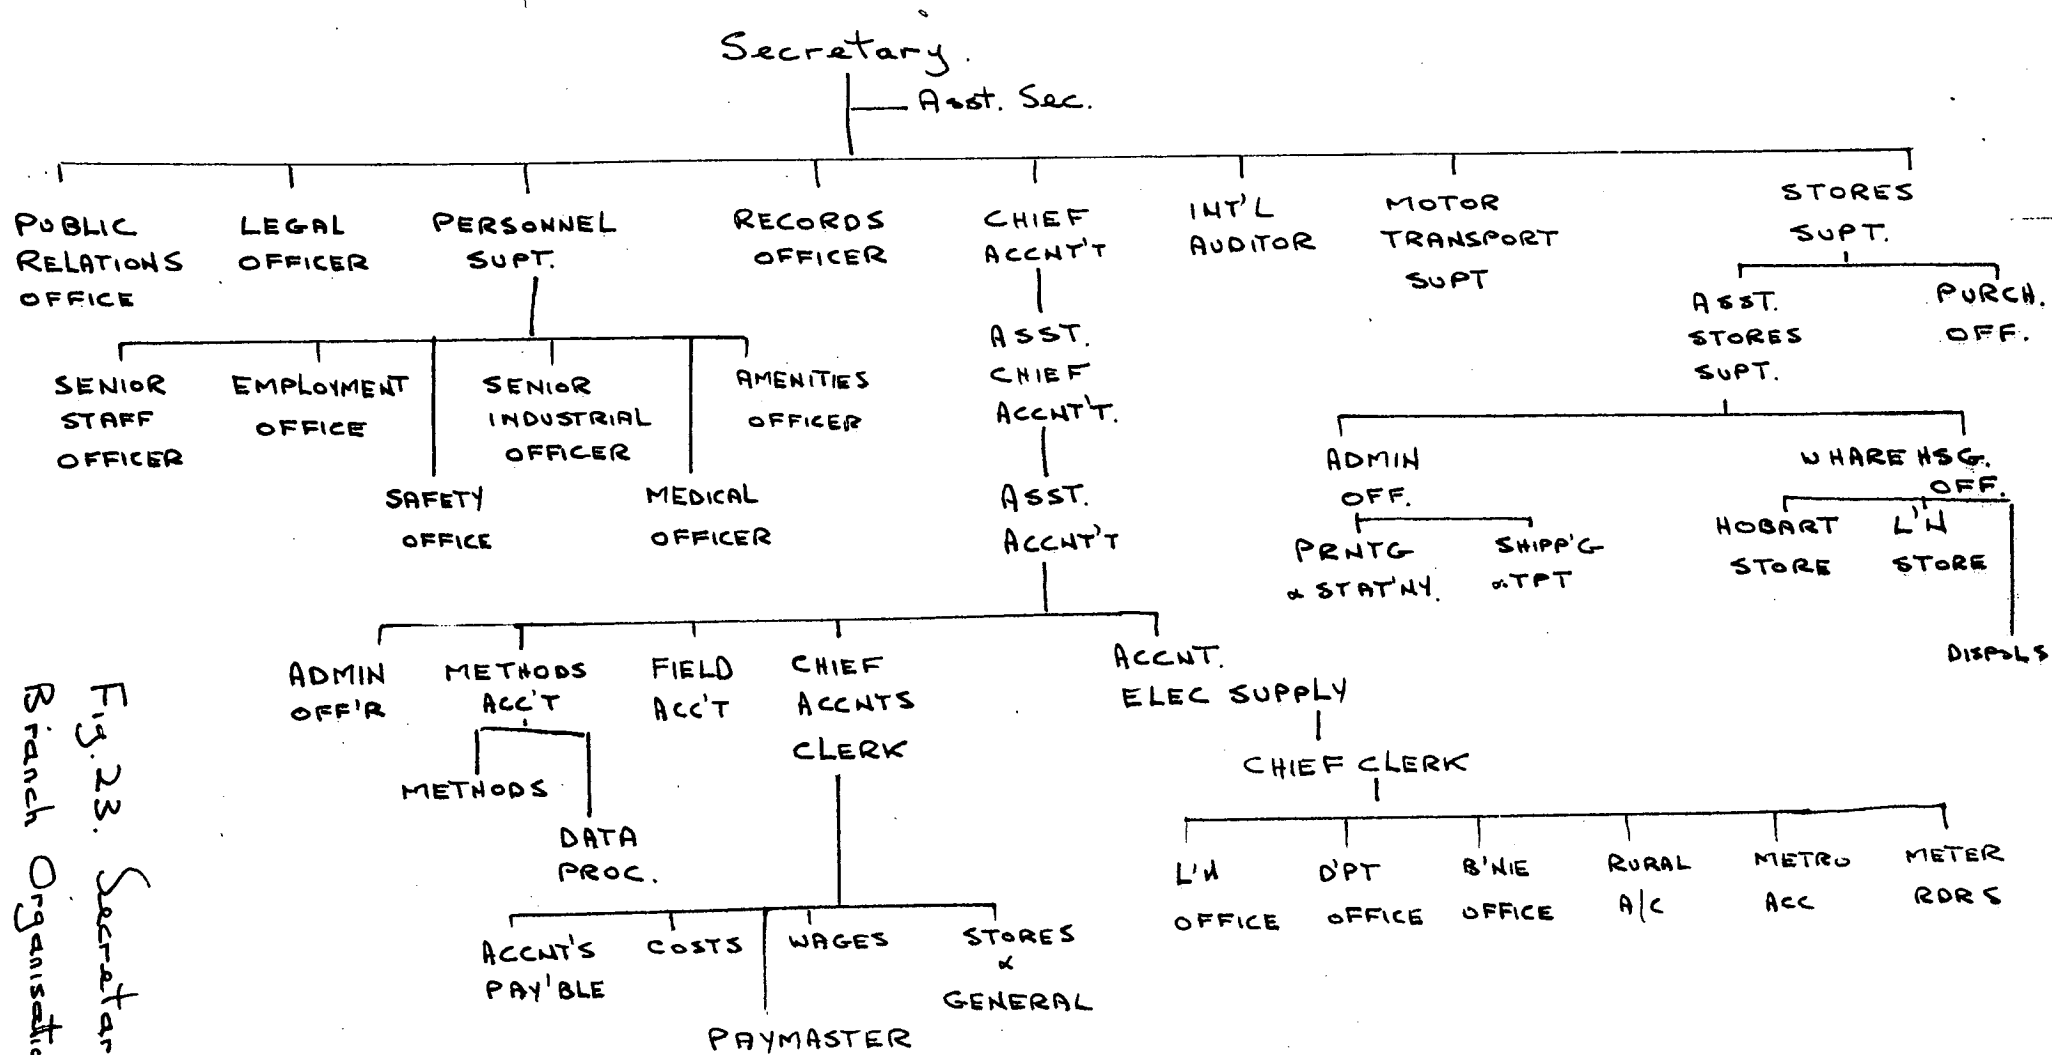 Secretary.
Asst. Sec.
PUBLIC
RELATIONS
OFFICE
LEGAL
OFFICER
PERSONNEL
SUPT.
RECORDS
OFFICER
CHIEF
ACCNT'T
INT'L
AUDITOR
MOTOR
TRANSPORT
SUPT
STORES
SUPT.
ASST.
STORES
SUPT.
PURCH.
OFF.
SENIOR
STAFF
OFFICER
EMPLOYMENT
OFFICE
SAFETY
OFFICE
SENIOR
INDUSTRIAL
OFFICER
MEDICAL
OFFICER
AMENITIES
OFFICER
ASST.
CHIEF
ACCNT'T.
ASST.
ACCNT'T
ADMIN
OFF.
WHARE HSG.
OFF.
PRNTG
& STAT'NY.
SHIPP'G
& TPT
HOBART
STORE
L'N
STORE
DISPOLS
ADMIN
OFF'R
METHODS
ACC'T
FIELD
ACC'T
CHIEF
ACCNTS
CLERK
ACCNT.
ELEC SUPPLY
METHODS
DATA
PROC.
CHIEF CLERK
ACCNT'S
PAY'BLE
COSTS
PAYMASTER
WAGES
STORES
&
GENERAL
L'N
OFFICE
D'PT
OFFICE
B'NIE
OFFICE
RURAL
A/C
METRO
ACC
METER
RDRS
Fig. 23. Secretar
Branch Organisatio